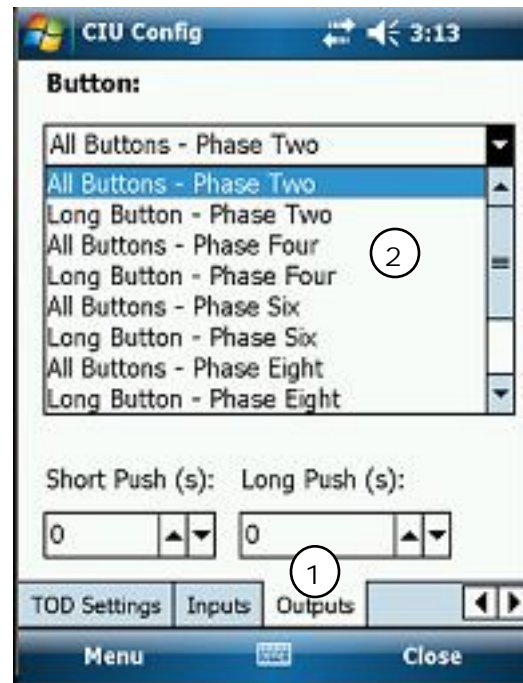 CIU Config 3:13
Button:
All Buttons - Phase Two
All Buttons - Phase Two
Long Button - Phase Two
All Buttons - Phase Four
Long Button - Phase Four
All Buttons - Phase Six
Long Button - Phase Six
All Buttons - Phase Eight
Long Button - Phase Eight
2
Short Push (s): Long Push (s):
0 0
1
TOD Settings Inputs Outputs
Menu Close